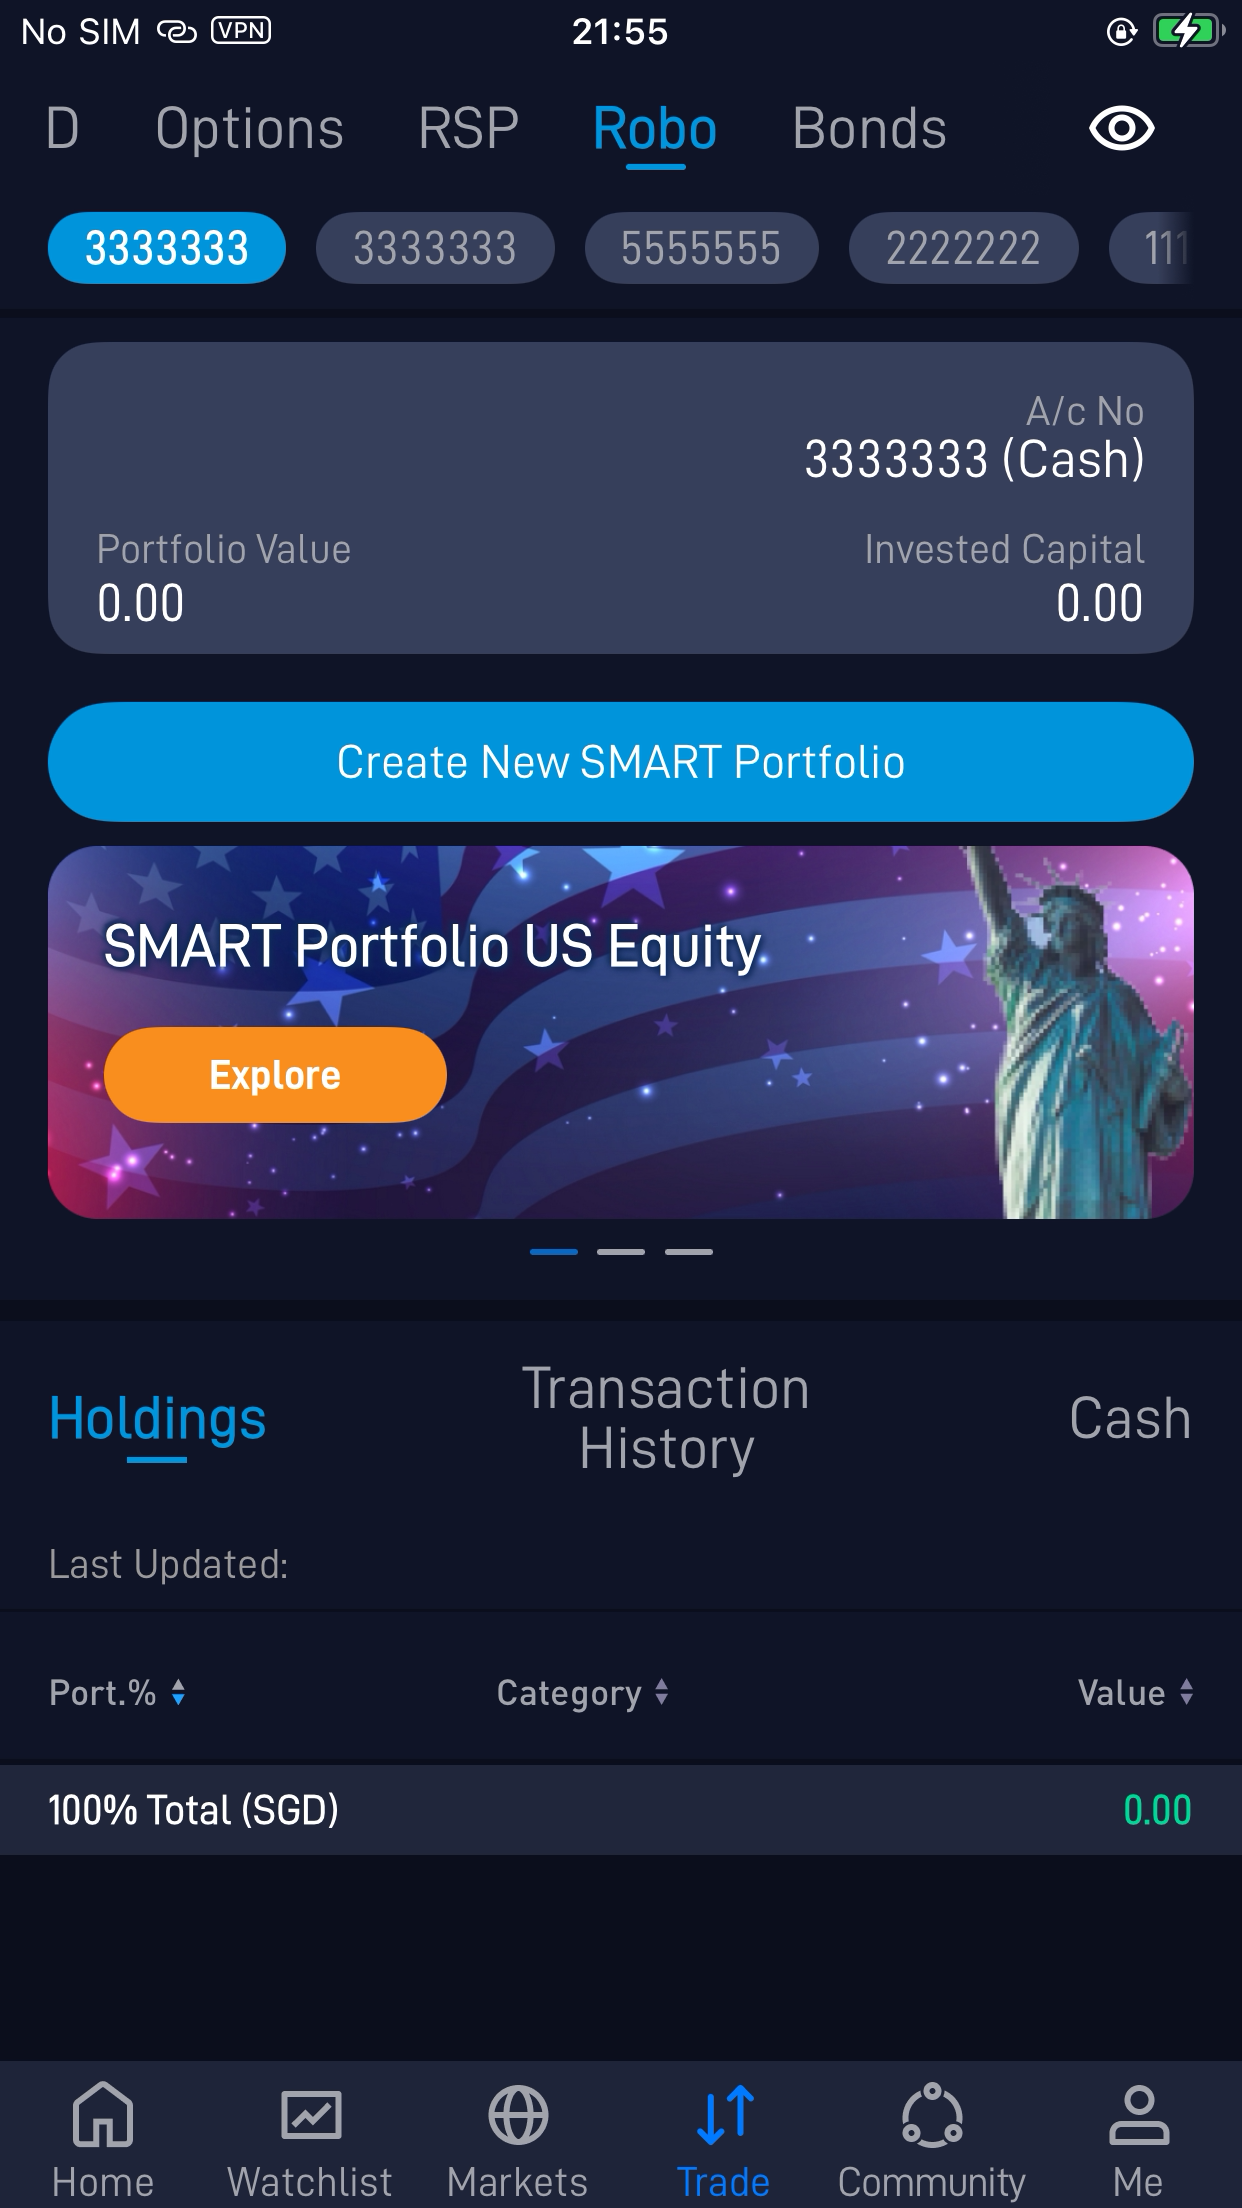 No SIM VPN 21:55
D Options RSP Robo Bonds
3333333 3333333 5555555 2222222 111
A/c No
3333333 (Cash)
Portfolio Value Invested Capital
0.00 0.00
Create New SMART Portfolio
SMART Portfolio US Equity
Explore
Holdings Transaction History Cash
Last Updated:
Port.% Category Value
100% Total (SGD) 0.00
Home Watchlist Markets Trade Community Me